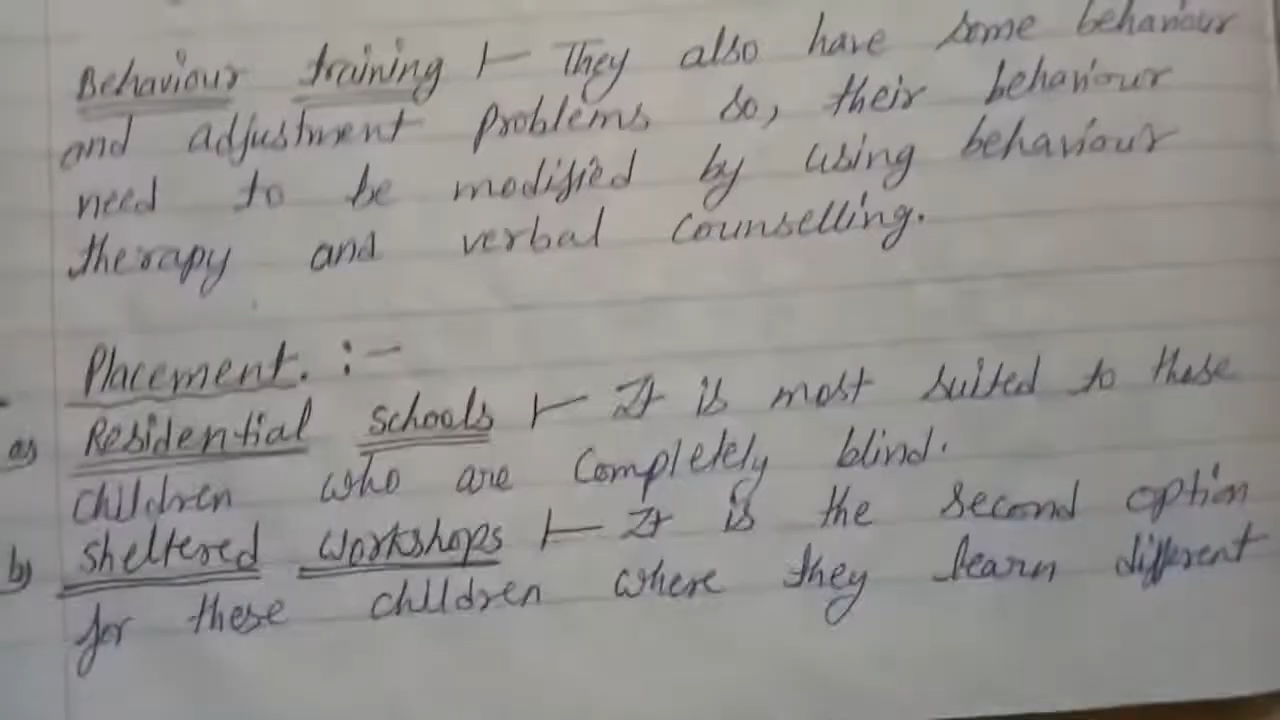 Behaviour training :- They also have some behaviour
and adjustment problems so, their behaviour
need to be modified by using behaviour
therapy and verbal counselling.
Placement. :-
a) Residential schools :- It is most suited to these
children who are completely blind.
b) sheltered workshops :- It is the second option
for these children where they learn different